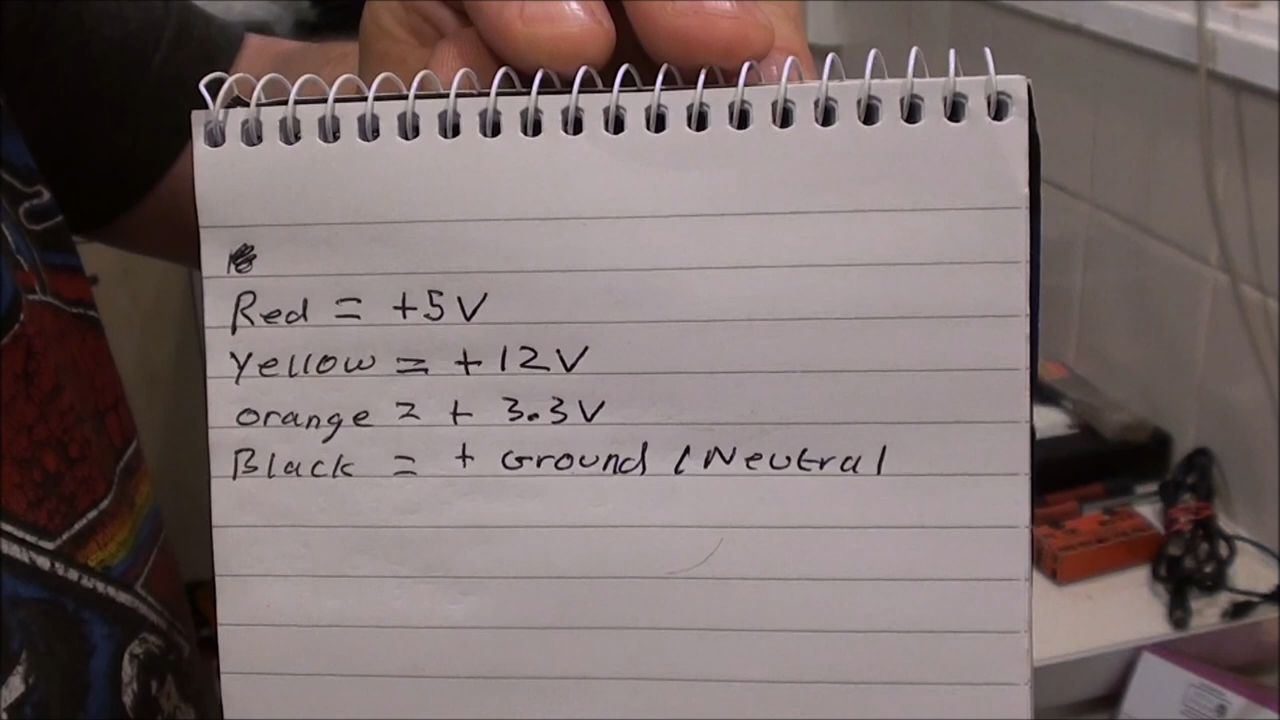 Red = +5V
Yellow = +12V
orange = + 3.3V
Black = + Ground / Neutral